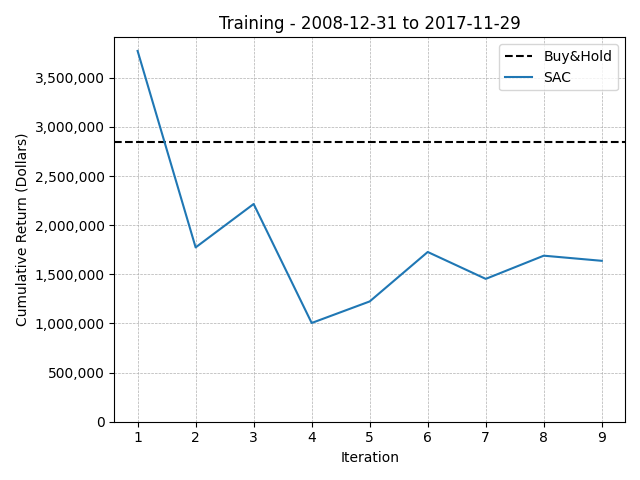 Training - 2008-12-31 to 2017-11-29
Buy&Hold
SAC
Cumulative Return (Dollars)
3,500,000
3,000,000
2,500,000
2,000,000
1,500,000
1,000,000
500,000
0
1 2 3 4 5 6 7 8 9
Iteration